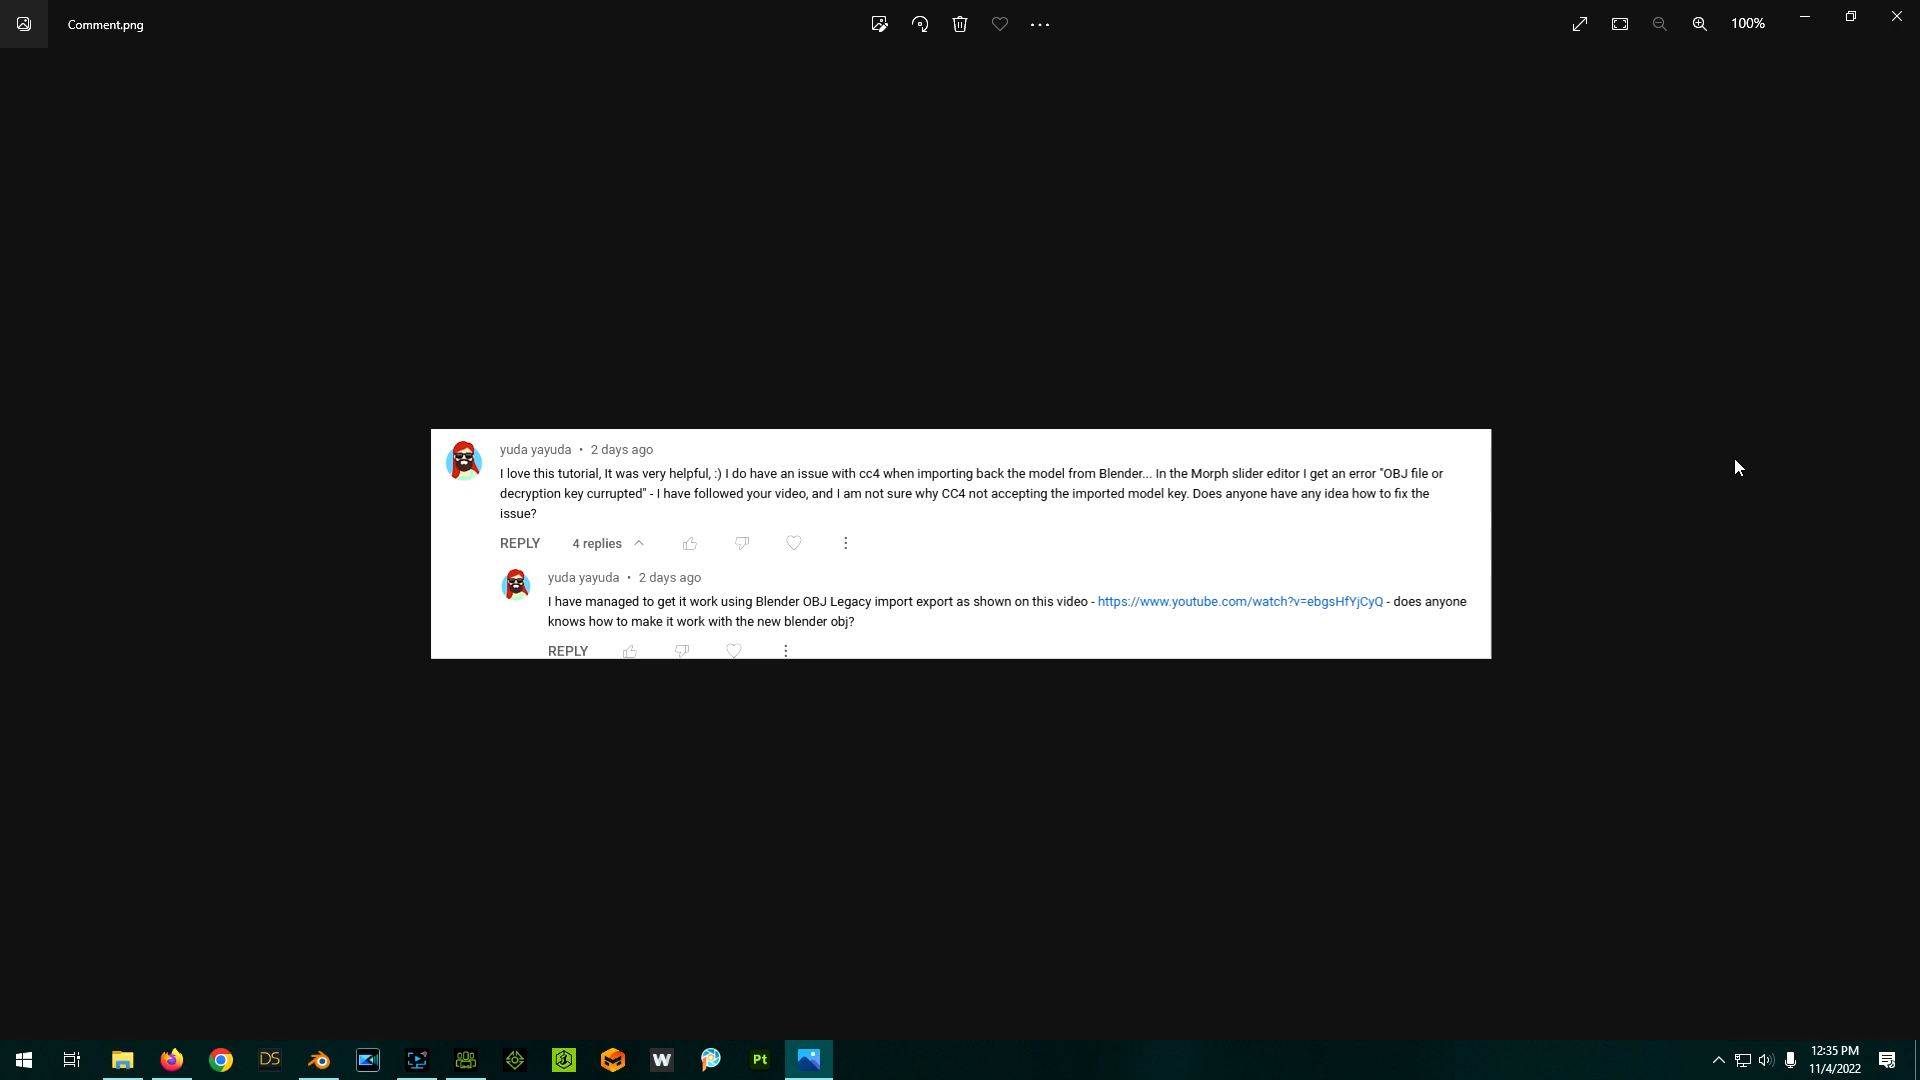 Comment.png
100%
yuda yayuda • 2 days ago
I love this tutorial, It was very helpful, :) I do have an issue with cc4 when importing back the model from Blender... In the Morph slider editor I get an error "OBJ file or
decryption key currupted" - I have followed your video, and I am not sure why CC4 not accepting the imported model key. Does anyone have any idea how to fix the
issue?
REPLY 4 replies
yuda yayuda • 2 days ago
I have managed to get it work using Blender OBJ Legacy import export as shown on this video - https://www.youtube.com/watch?v=ebgsHfYjCyQ - does anyone
knows how to make it work with the new blender obj?
REPLY
DS
W
Pt
12:35 PM
11/4/2022